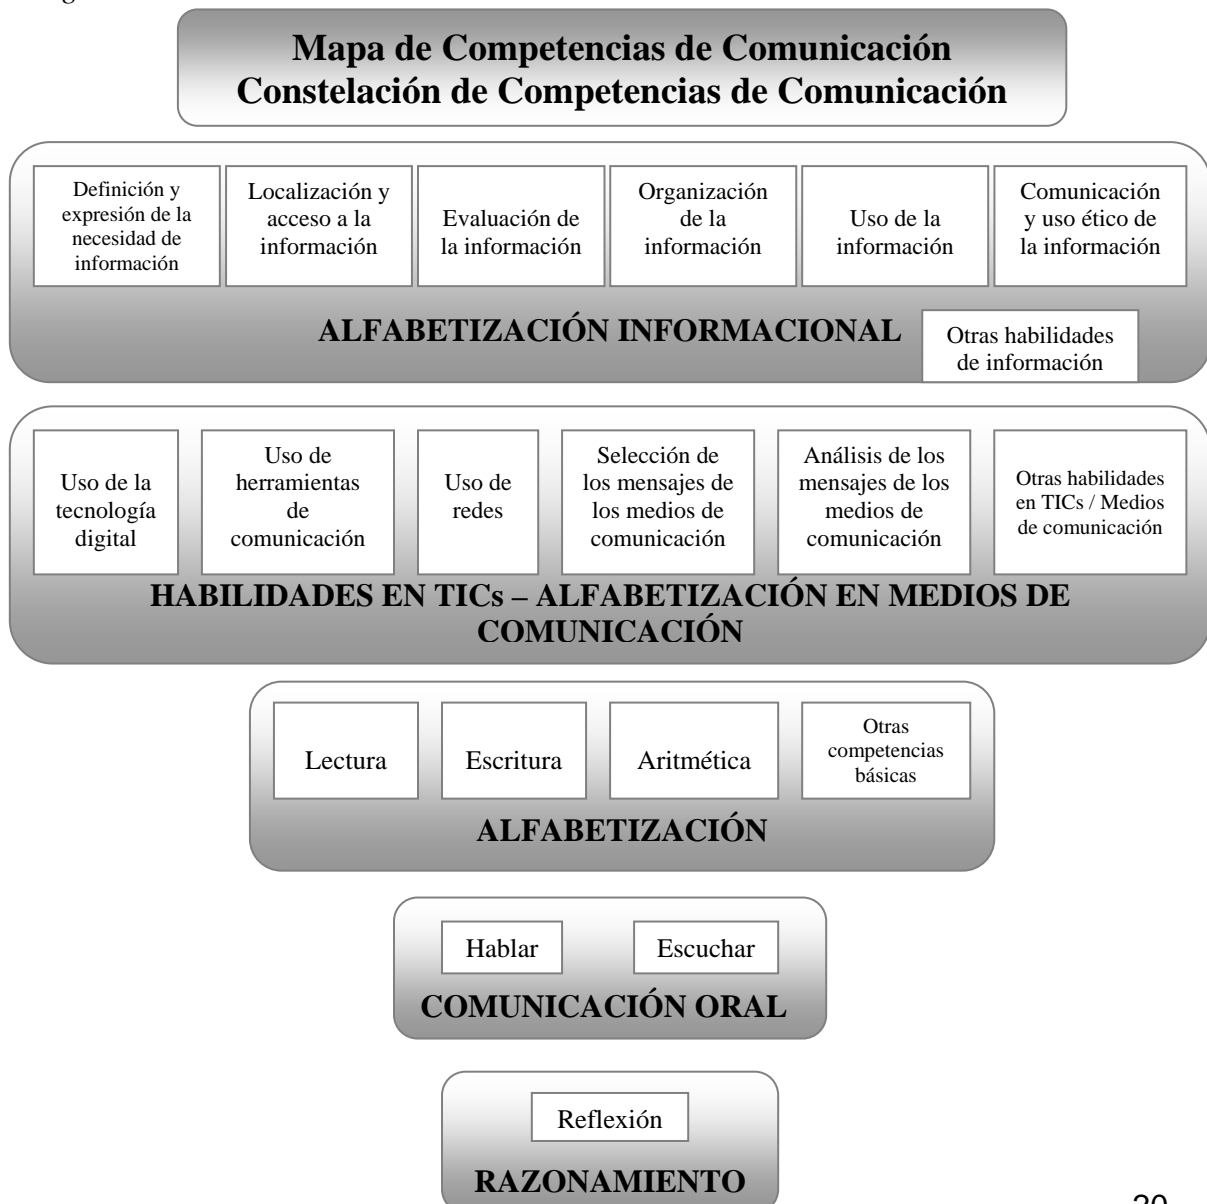 Mapa de Competencias de Comunicación
Constelación de Competencias de Comunicación
Definición y
expresión de la
necesidad de
información
Localización y
acceso a la
información
Evaluación de
la información
Organización
de la
información
Uso de la
información
Comunicación
y uso ético de
la información
ALFABETIZACIÓN INFORMACIONAL
Otras habilidades
de información
Uso de la
tecnología
digital
Uso de
herramientas
de
comunicación
Uso de
redes
Selección de
los mensajes de
los medios de
comunicación
Análisis de los
mensajes de los
medios de
comunicación
Otras habilidades
en TICs / Medios
de comunicación
HABILIDADES EN TICs – ALFABETIZACIÓN EN MEDIOS DE
COMUNICACIÓN
Lectura
Escritura
Aritmética
Otras
competencias
básicas
ALFABETIZACIÓN
Hablar
Escuchar
COMUNICACIÓN ORAL
Reflexión
RAZONAMIENTO